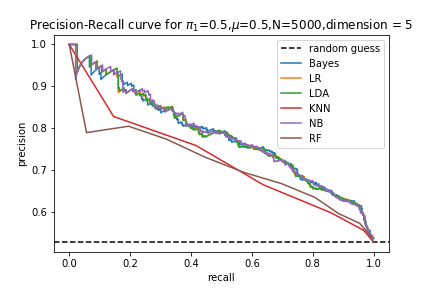 Precision-Recall curve for π₁=0.5,μ=0.5,N=5000,dimension = 5
random guess
Bayes
LR
LDA
KNN
NB
RF
precision
1.0
0.9
0.8
0.7
0.6
0.0 0.2 0.4 0.6 0.8 1.0
recall